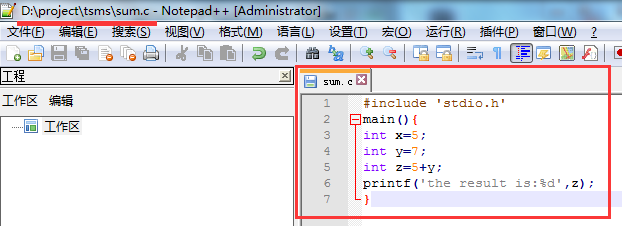 D:\project\tsms\sum.c - Notepad++ [Administrator]
文件(F) 编辑(E) 搜索(S) 视图(V) 格式(M) 语言(L) 设置(T) 宏(O) 运行(R) 插件(P) 窗口(W) ?
工程
工作区 编辑
工作区
sum.c
1 #include 'stdio.h'
2 main(){
3 int x=5;
4 int y=7;
5 int z=5+y;
6 printf('the result is:%d',z);
7 }